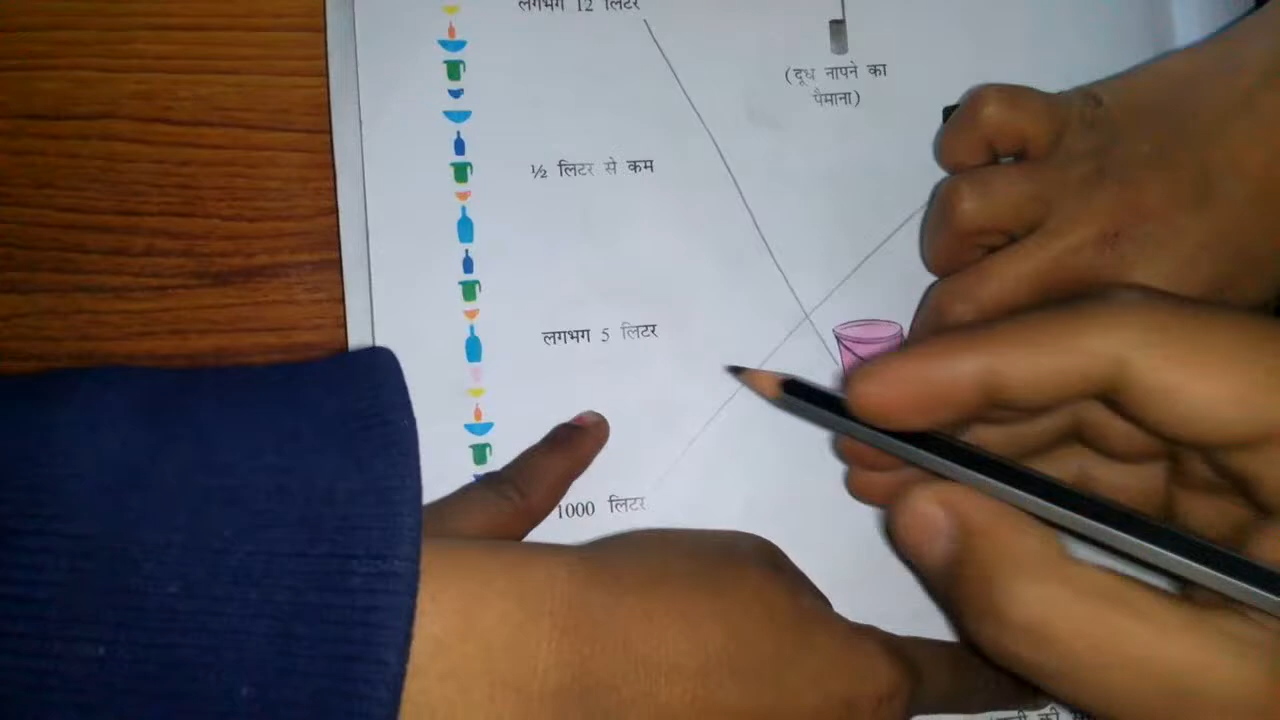 लगभग 12 लिटर
(दूध नापने का
पैमाना)
½ लिटर से कम
लगभग 5 लिटर
1000 लिटर